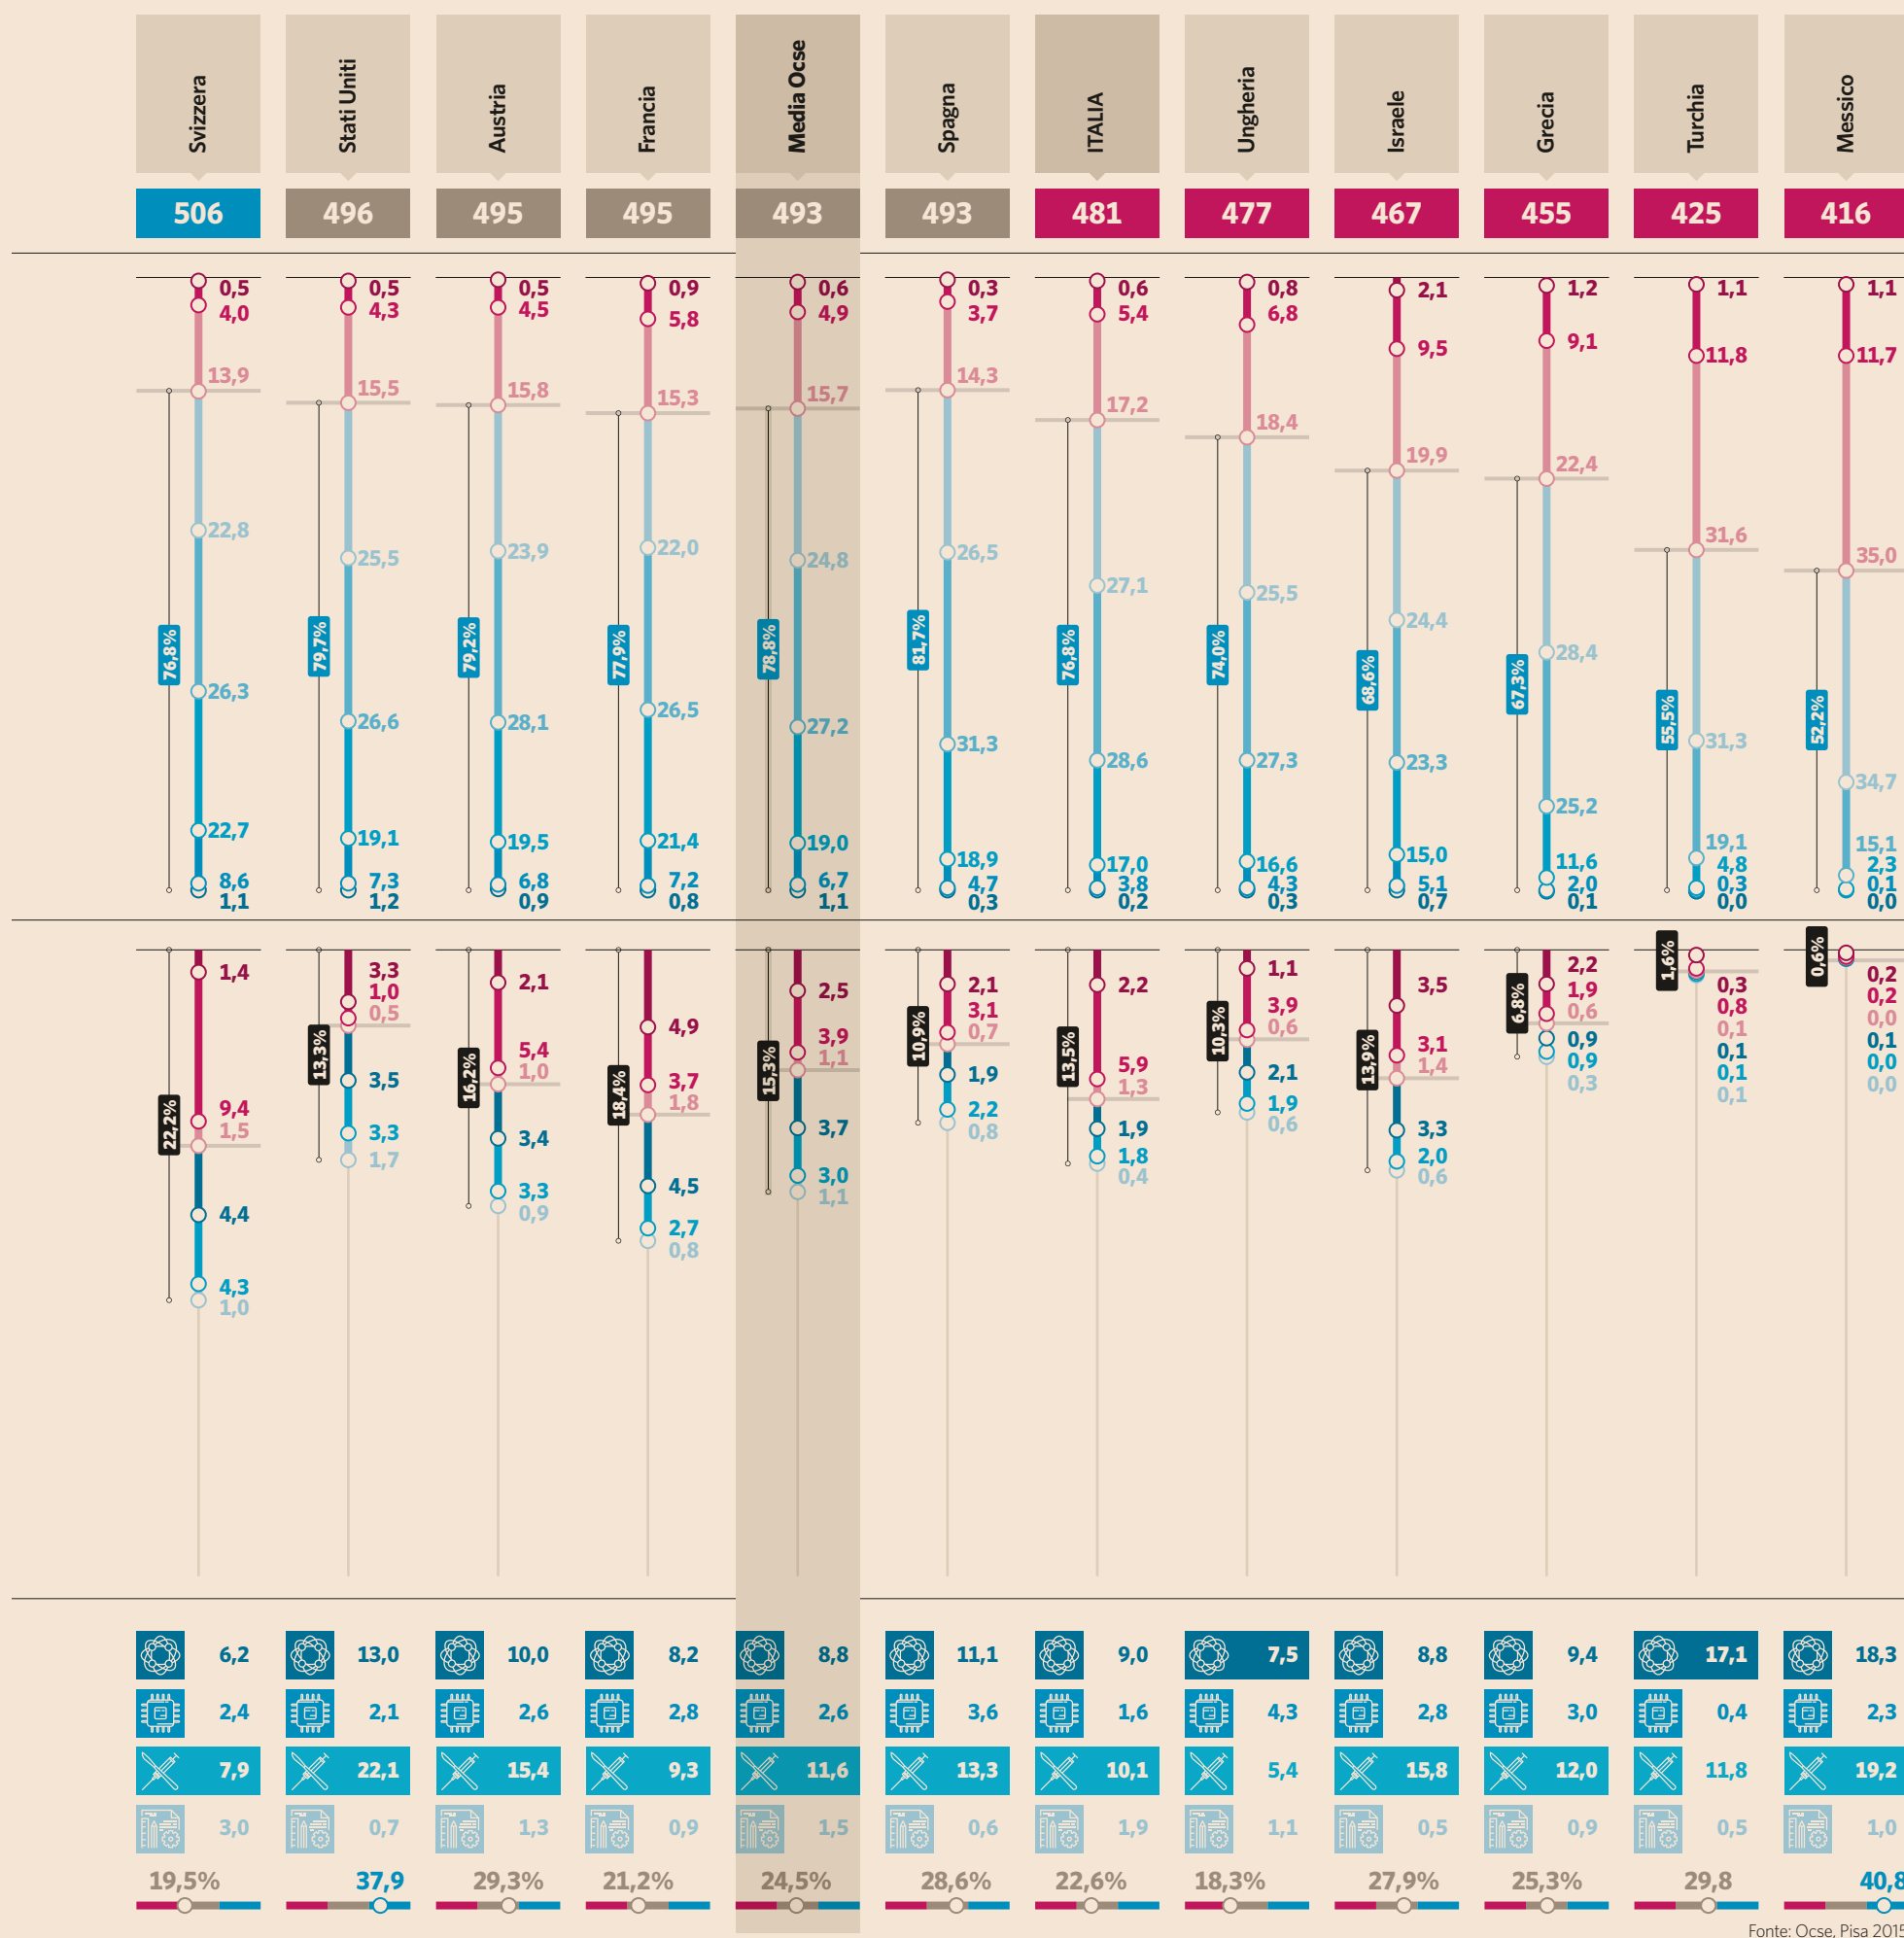 Svizzera Stati Uniti Austria Francia Media Ocse Spagna ITALIA Ungheria Israele Grecia Turchia Messico
506 496 495 495 493 493 481 477 467 455 425 416
0,5 0,5 0,5 0,9 0,6 0,3 0,6 0,8 2,1 1,2 1,1 1,1
4,0 4,3 4,5 5,8 4,9 3,7 5,4 6,8 9,5 9,1 11,8 11,7
13,9 15,5 15,8 15,3 15,7 14,3 17,2 18,4 19,9 22,4 31,6 35,0
22,8 25,5 23,9 22,0 24,8 26,5 27,1 25,5 24,4 28,4 31,3 34,7
76,8% 79,7% 79,2% 77,9% 78,8% 81,7% 76,8% 74,0% 68,6% 67,3% 55,5% 52,2%
26,3 26,6 28,1 26,5 27,2 31,3 28,6 27,3 23,3 25,2 19,1 15,1
22,7 19,1 19,5 21,4 19,0 18,9 17,0 16,6 15,0 11,6 4,8 2,3
8,6 7,3 6,8 7,2 6,7 4,7 3,8 4,3 5,1 2,0 0,3 0,1
1,1 1,2 0,9 0,8 1,1 0,3 0,2 0,3 0,7 0,1 0,0 0,0
22,2% 13,3% 16,2% 18,4% 15,3% 10,9% 13,5% 10,3% 13,9% 6,8% 1,6% 0,6%
1,4 3,3 2,1 4,9 2,5 2,1 2,2 1,1 3,5 2,2 0,3 0,2
9,4 1,0 5,4 3,7 3,9 3,1 5,9 3,9 3,1 1,9 0,8 0,2
1,5 0,5 1,0 1,8 1,1 0,7 1,3 0,6 1,4 0,6 0,1 0,0
4,4 3,5 3,4 4,5 3,7 1,9 1,9 2,1 3,3 0,9 0,1 0,1
4,3 3,3 3,3 2,7 3,0 2,2 1,8 1,9 2,0 0,9 0,1 0,0
1,0 1,7 0,9 0,8 1,1 0,8 0,4 0,6 0,6 0,3 0,1 0,0
6,2 13,0 10,0 8,2 8,8 11,1 9,0 7,5 8,8 9,4 17,1 18,3
2,4 2,1 2,6 2,8 2,6 3,6 1,6 4,3 2,8 3,0 0,4 2,3
7,9 22,1 15,4 9,3 11,6 13,3 10,1 5,4 15,8 12,0 11,8 19,2
3,0 0,7 1,3 0,9 1,5 0,6 1,9 1,1 0,5 0,9 0,5 1,0
19,5% 37,9 29,3% 21,2% 24,5% 28,6% 22,6% 18,3% 27,9% 25,3% 29,8 40,8
Fonte: Ocse, Pisa 2015